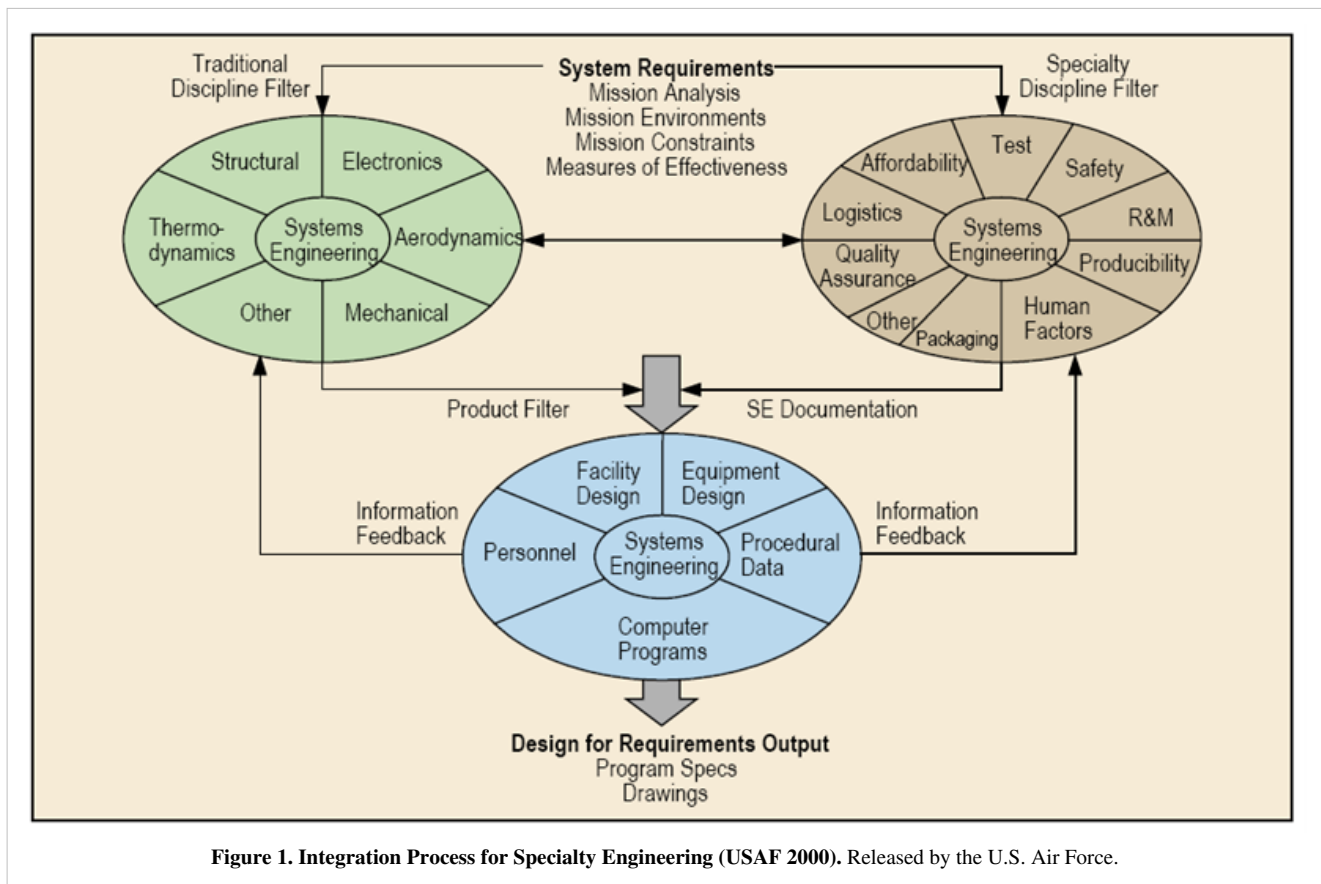 Traditional
Discipline Filter
System Requirements
Mission Analysis
Mission Environments
Mission Constraints
Measures of Effectiveness
Specialty
Discipline Filter
Structural
Electronics
Thermo-
dynamics
Systems
Engineering
Aerodynamics
Other
Mechanical
Affordability
Test
Safety
Logistics
Systems
Engineering
R&M
Quality
Assurance
Producibility
Other
Packaging
Human
Factors
Product Filter
SE Documentation
Information
Feedback
Facility
Design
Equipment
Design
Personnel
Systems
Engineering
Procedural
Data
Computer
Programs
Information
Feedback
Design for Requirements Output
Program Specs
Drawings
Figure 1. Integration Process for Specialty Engineering (USAF 2000). Released by the U.S. Air Force.